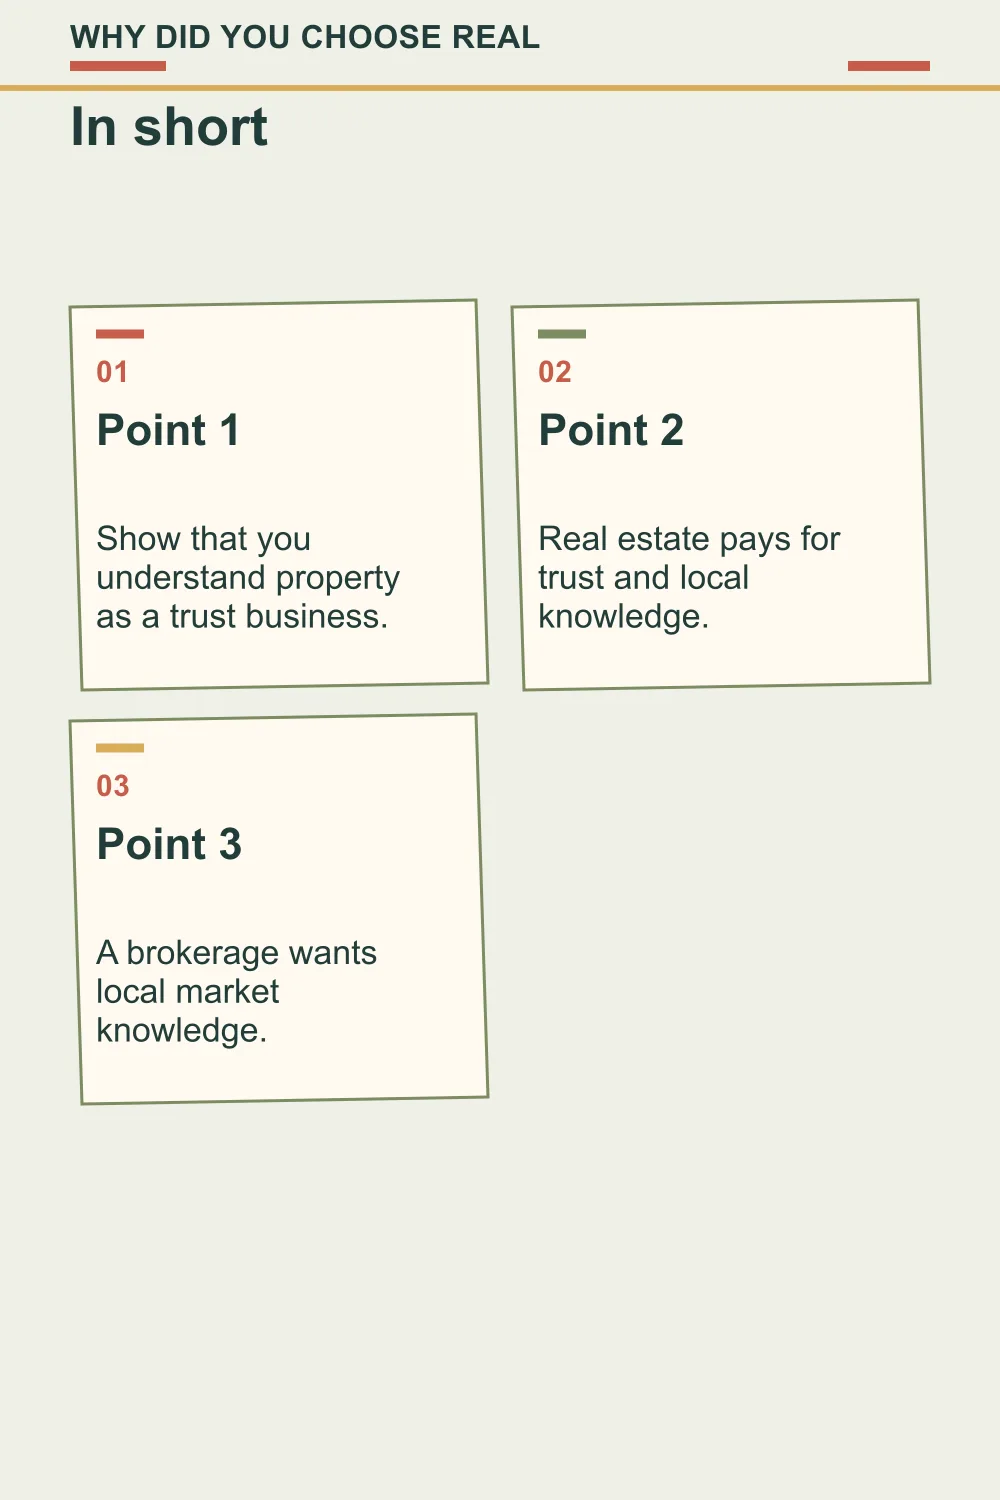 WHY DID YOU CHOOSE REAL
In short
01
Point 1
Show that you
understand property
as a trust business.
02
Point 2
Real estate pays for
trust and local
knowledge.
03
Point 3
A brokerage wants
local market
knowledge.